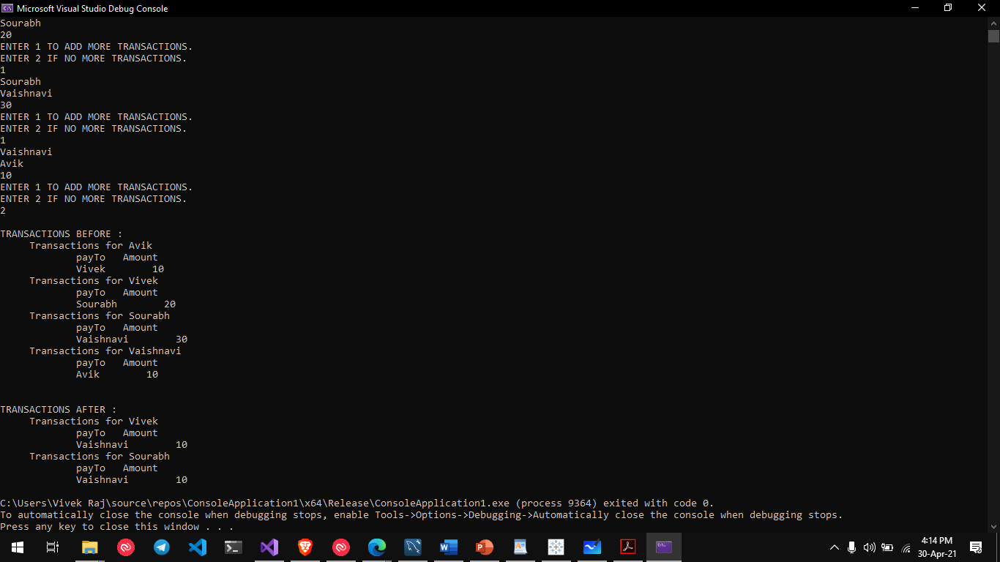 Microsoft Visual Studio Debug Console
Sourabh
20
ENTER 1 TO ADD MORE TRANSACTIONS.
ENTER 2 IF NO MORE TRANSACTIONS.
1
Sourabh
Vaishnavi
30
ENTER 1 TO ADD MORE TRANSACTIONS.
ENTER 2 IF NO MORE TRANSACTIONS.
1
Vaishnavi
Avik
10
ENTER 1 TO ADD MORE TRANSACTIONS.
ENTER 2 IF NO MORE TRANSACTIONS.
2
TRANSACTIONS BEFORE :
Transactions for Avik
payTo Amount
Vivek 10
Transactions for Vivek
payTo Amount
Sourabh 20
Transactions for Sourabh
payTo Amount
Vaishnavi 30
Transactions for Vaishnavi
payTo Amount
Avik 10
TRANSACTIONS AFTER :
Transactions for Vivek
payTo Amount
Vaishnavi 10
Transactions for Sourabh
payTo Amount
Vaishnavi 10
C:\Users\Vivek Raj\source\repos\ConsoleApplication1\x64\Release\ConsoleApplication1.exe (process 9364) exited with code 0.
To automatically close the console when debugging stops, enable Tools->Options->Debugging->Automatically close the console when debugging stops.
Press any key to close this window . . .
4:14 PM
30-Apr-21